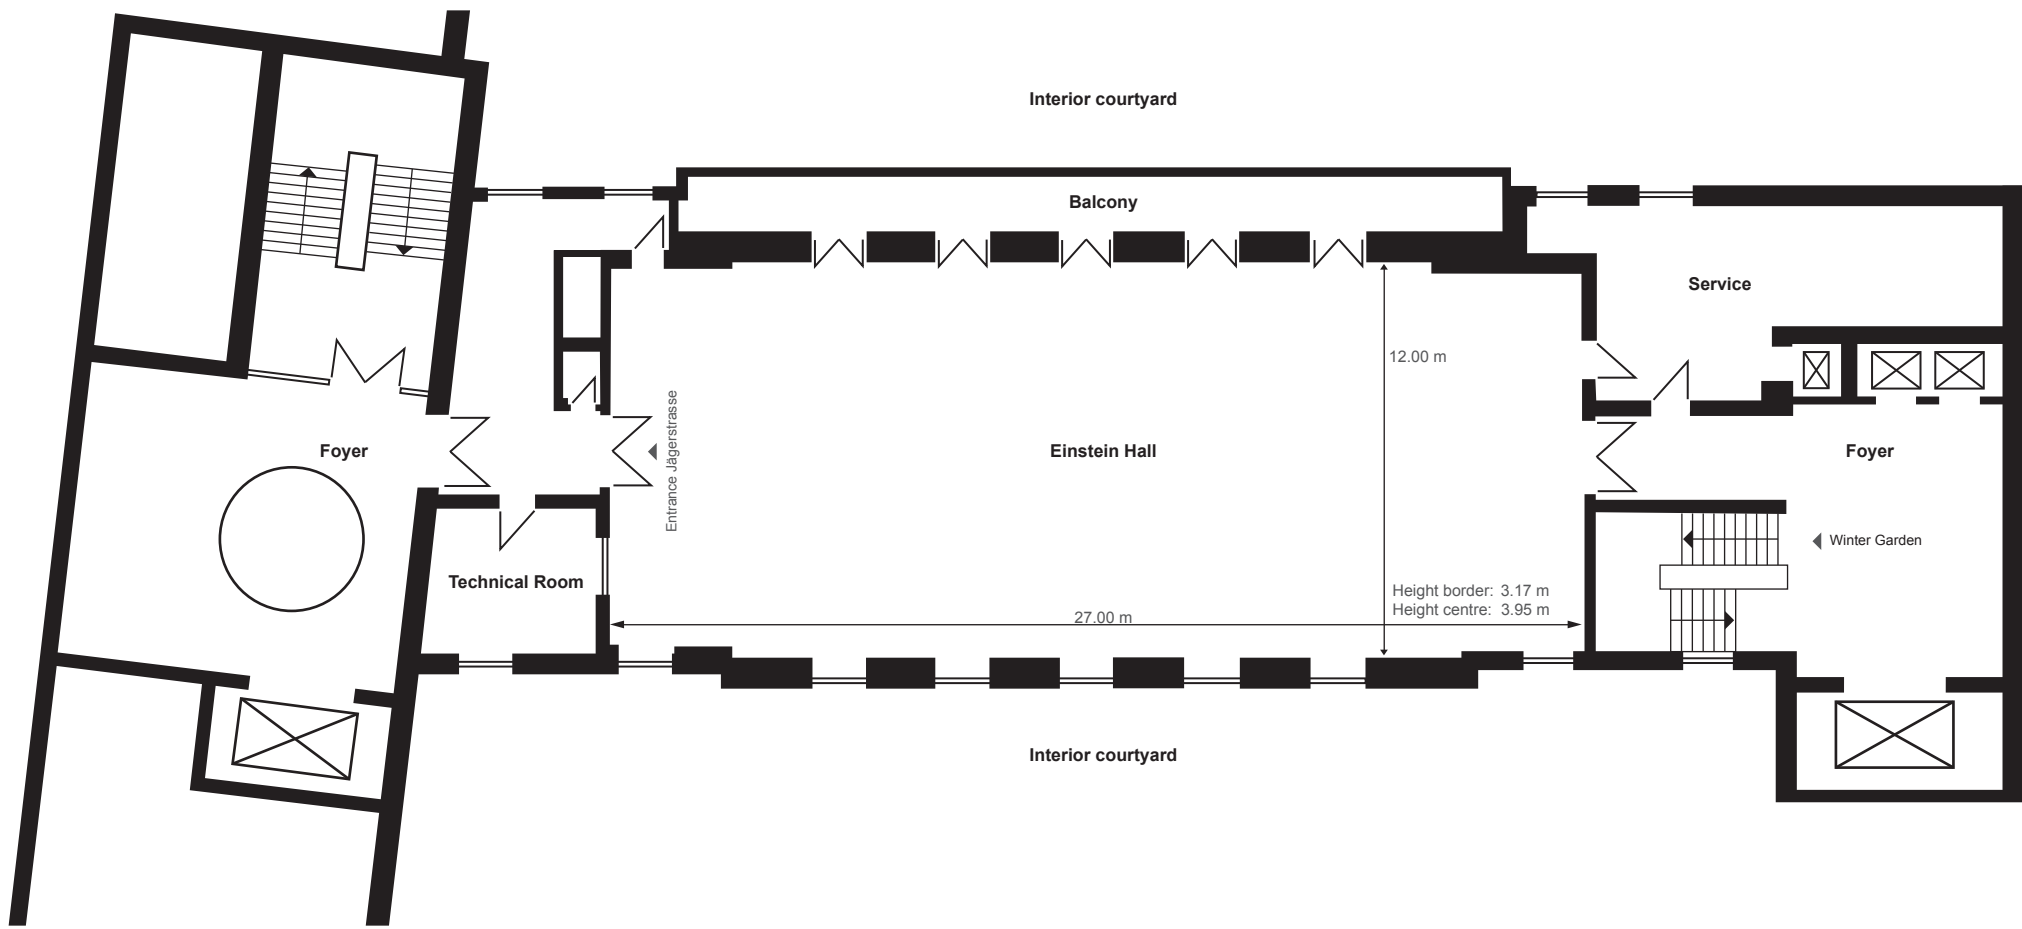 Interior courtyard
Balcony
Service
12.00 m
Entrance Jägerstrasse
Foyer
Einstein Hall
Foyer
Winter Garden
Technical Room
Height border: 3.17 m
Height centre: 3.95 m
27.00 m
Interior courtyard